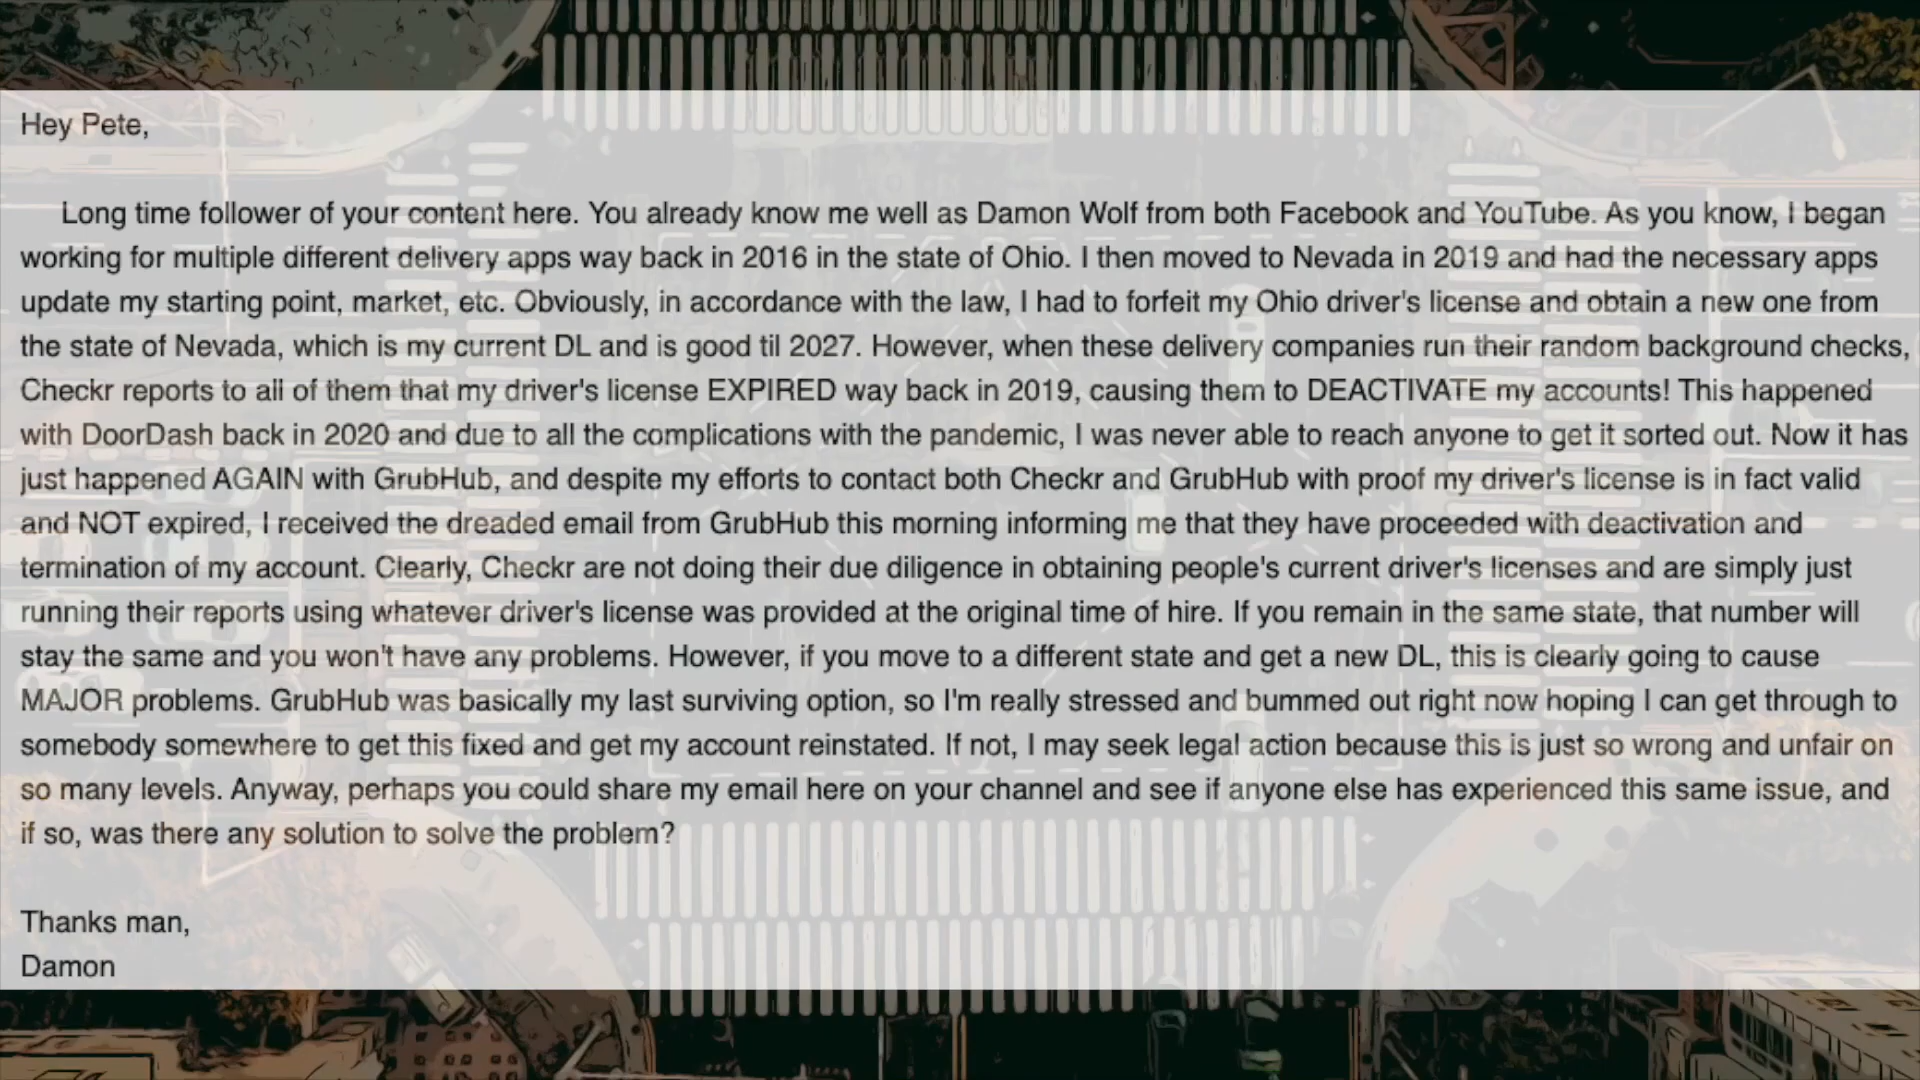 Hey Pete,
Long time follower of your content here. You already know me well as Damon Wolf from both Facebook and YouTube. As you know, I began
working for multiple different delivery apps way back in 2016 in the state of Ohio. I then moved to Nevada in 2019 and had the necessary apps
update my starting point, market, etc. Obviously, in accordance with the law, I had to forfeit my Ohio driver's license and obtain a new one from
the state of Nevada, which is my current DL and is good til 2027. However, when these delivery companies run their random background checks,
Checkr reports to all of them that my driver's license EXPIRED way back in 2019, causing them to DEACTIVATE my accounts! This happened
with DoorDash back in 2020 and due to all the complications with the pandemic, I was never able to reach anyone to get it sorted out. Now it has
just happened AGAIN with GrubHub, and despite my efforts to contact both Checkr and GrubHub with proof my driver's license is in fact valid
and NOT expired, I received the dreaded email from GrubHub this morning informing me that they have proceeded with deactivation and
termination of my account. Clearly, Checkr are not doing their due diligence in obtaining people's current driver's licenses and are simply just
running their reports using whatever driver's license was provided at the original time of hire. If you remain in the same state, that number will
stay the same and you won't have any problems. However, if you move to a different state and get a new DL, this is clearly going to cause
MAJOR problems. GrubHub was basically my last surviving option, so I'm really stressed and bummed out right now hoping I can get through to
somebody somewhere to get this fixed and get my account reinstated. If not, I may seek legal action because this is just so wrong and unfair on
so many levels. Anyway, perhaps you could share my email here on your channel and see if anyone else has experienced this same issue, and
if so, was there any solution to solve the problem?
Thanks man,
Damon